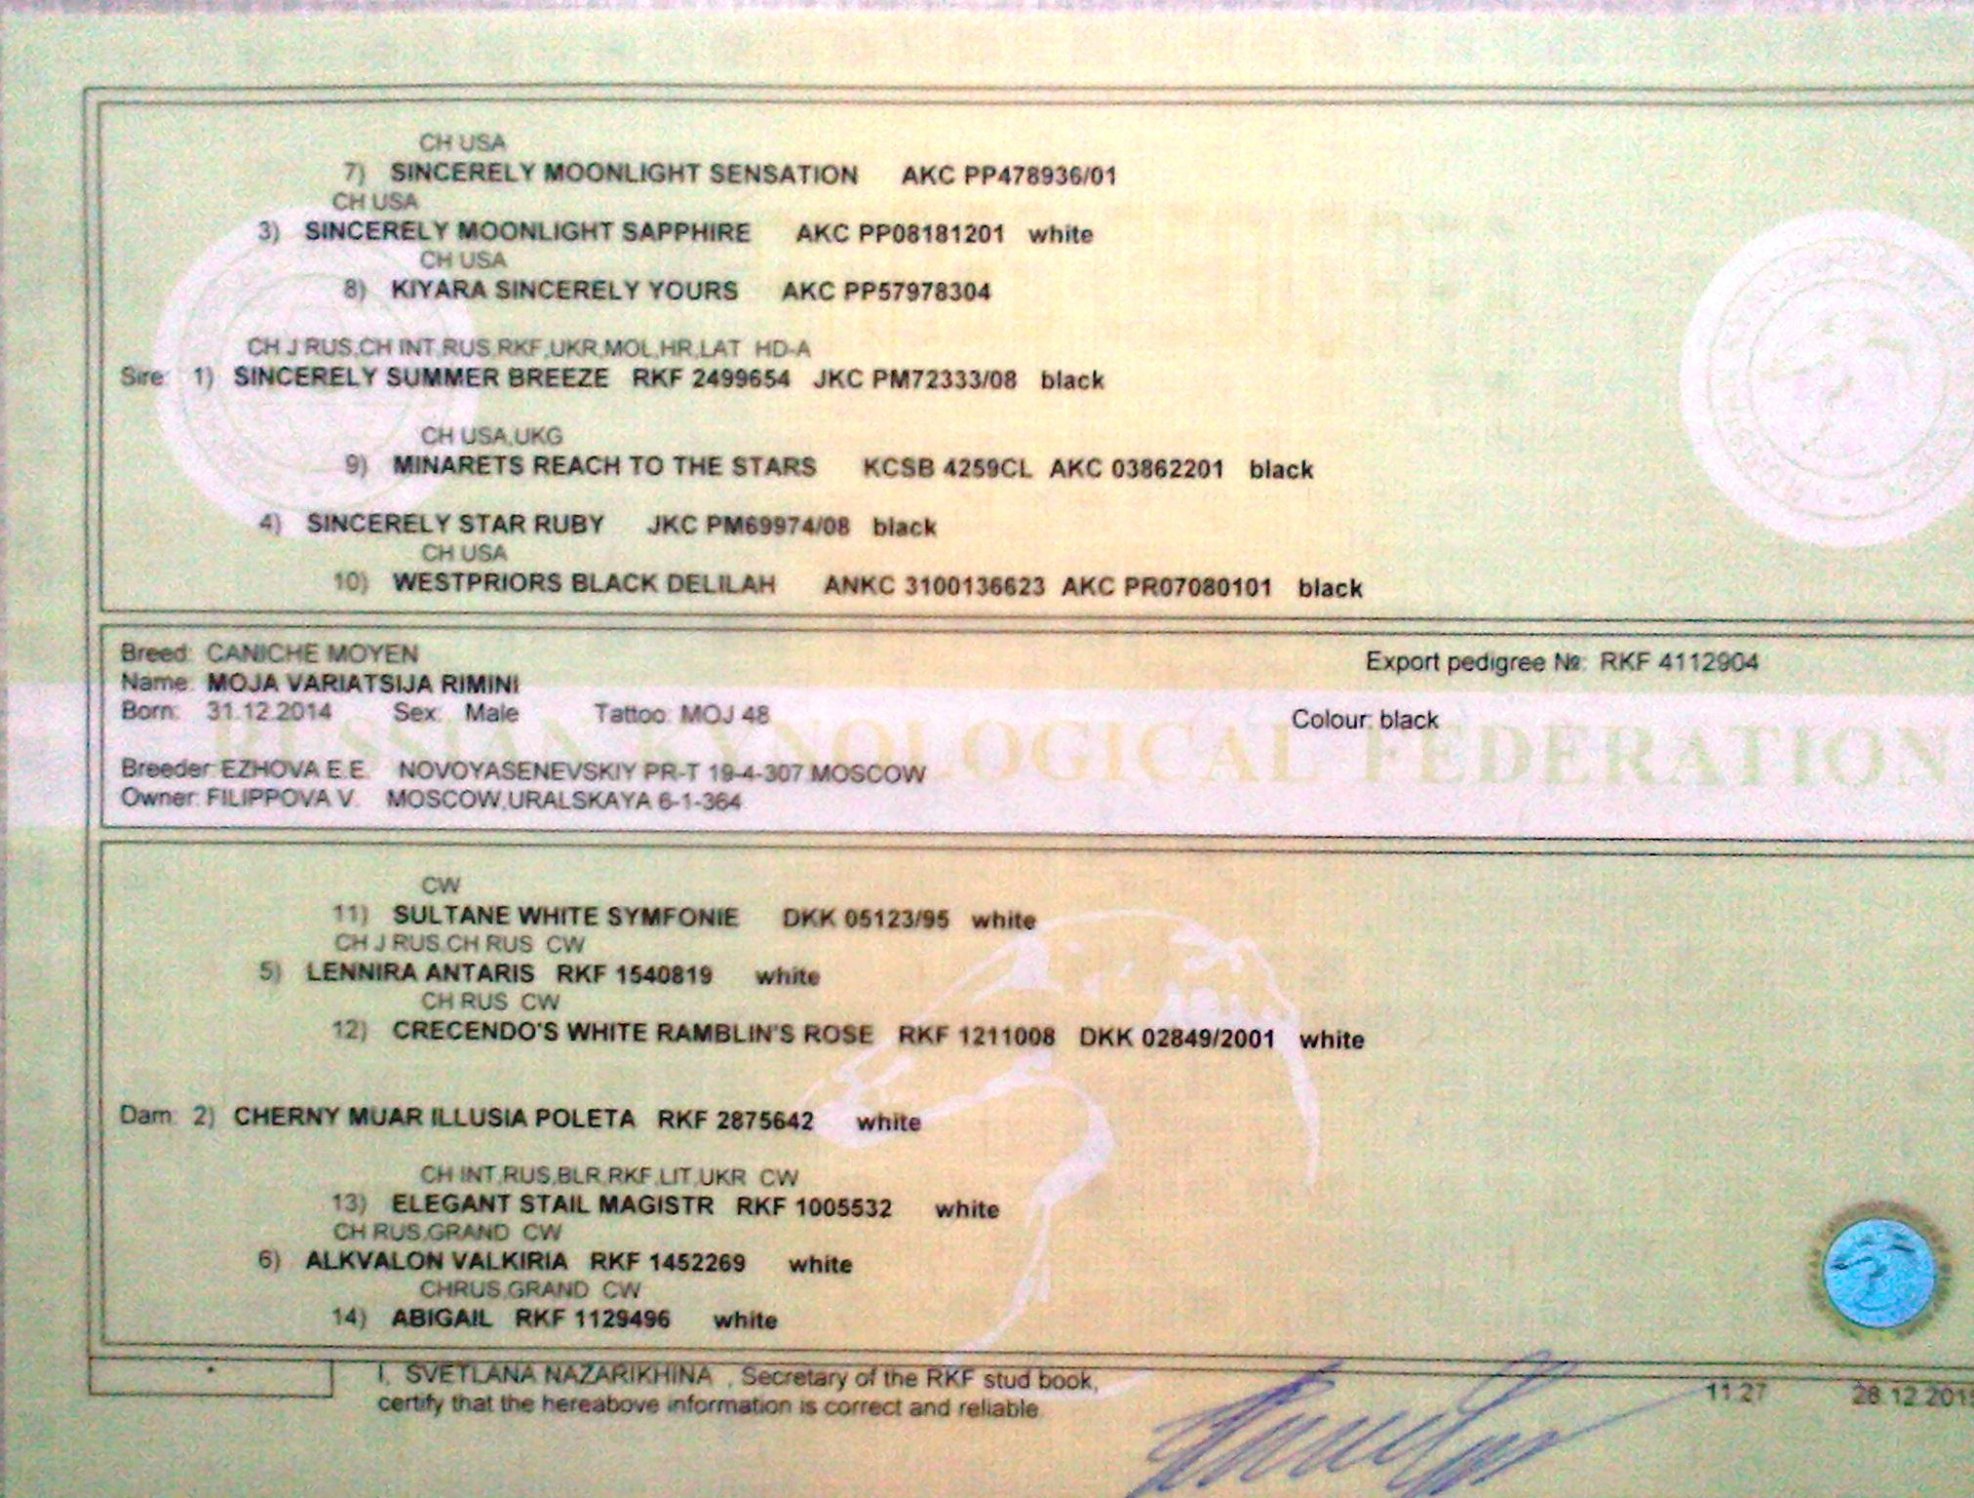 CH USA
7) SINCERELY MOONLIGHT SENSATION AKC PP478936/01
CH USA
3) SINCERELY MOONLIGHT SAPPHIRE AKC PP08181201 white
CH USA
8) KIYARA SINCERELY YOURS AKC PP57978304
CH J RUS,CH INT,RUS,RKF,UKR,MOL,HR,LAT HD-A
Sire 1) SINCERELY SUMMER BREEZE RKF 2499654 JKC PM72333/08 black
CH USA,UKG
9) MINARETS REACH TO THE STARS KCSB 4259CL AKC 03862201 black
4) SINCERELY STAR RUBY JKC PM69974/08 black
CH USA
10) WESTPRIORS BLACK DELILAH ANKC 3100136623 AKC PR07080101 black
Breed: CANICHE MOYEN
Export pedigree №: RKF 4112904
Name: MOJA VARIATSIJA RIMINI
Born: 31.12.2014 Sex: Male Tattoo: MOJ 48
Colour: black
RUSSIAN KYNOLOGICAL FEDERATION
Breeder EZHOVA E.E. NOVOYASENEVSKIY PR-T 19-4-307 MOSCOW
Owner: FILIPPOVA V. MOSCOW,URALSKAYA 6-1-364
CW
11) SULTANE WHITE SYMFONIE DKK 05123/95 white
CH J RUS,CH RUS CW
5) LENNIRA ANTARIS RKF 1540819 white
CH RUS CW
12) CRECENDO'S WHITE RAMBLIN'S ROSE RKF 1211008 DKK 02849/2001 white
Dam: 2) CHERNY MUAR ILLUSIA POLETA RKF 2875642 white
CH INT,RUS,BLR,RKF,LIT,UKR CW
13) ELEGANT STAIL MAGISTR RKF 1005532 white
CH RUS,GRAND CW
6) ALKVALON VALKIRIA RKF 1452269 white
CHRUS,GRAND CW
14) ABIGAIL RKF 1129496 white
I, SVETLANA NAZARIKHINA , Secretary of the RKF stud book,
certify that the hereabove information is correct and reliable
11:27 28.12.201